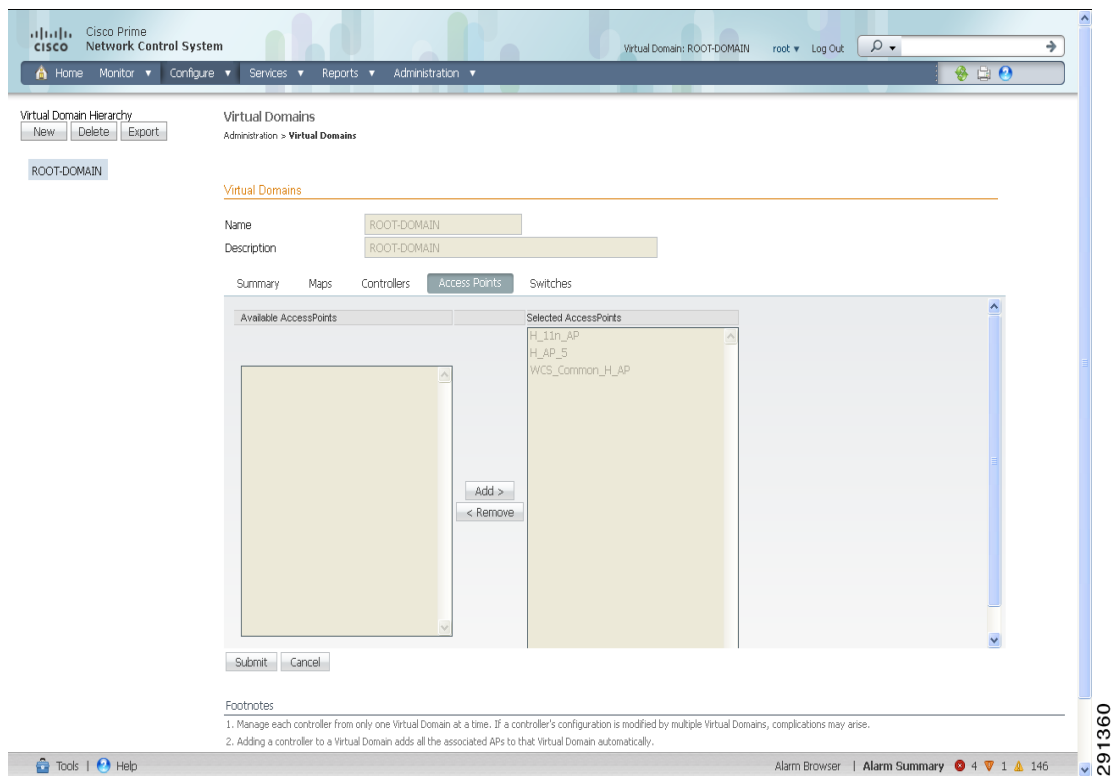 Cisco Prime
CISCO Network Control System
Virtual Domain: ROOT-DOMAIN root Log Out
Home Monitor Configure Services Reports Administration
Virtual Domain Hierarchy
New Delete Export
ROOT-DOMAIN
Virtual Domains
Administration > Virtual Domains
Virtual Domains
Name ROOT-DOMAIN
Description ROOT-DOMAIN
Summary Maps Controllers Access Points Switches
Available AccessPoints Selected AccessPoints
H_11n_AP
H_AP_5
WCS_Common_H_AP
Add >
< Remove
Submit Cancel
Footnotes
1. Manage each controller from only one Virtual Domain at a time. If a controller's configuration is modified by multiple Virtual Domains, complications may arise.
2. Adding a controller to a Virtual Domain adds all the associated APs to that Virtual Domain automatically.
Tools | Help Alarm Browser | Alarm Summary 4 1 146
291360